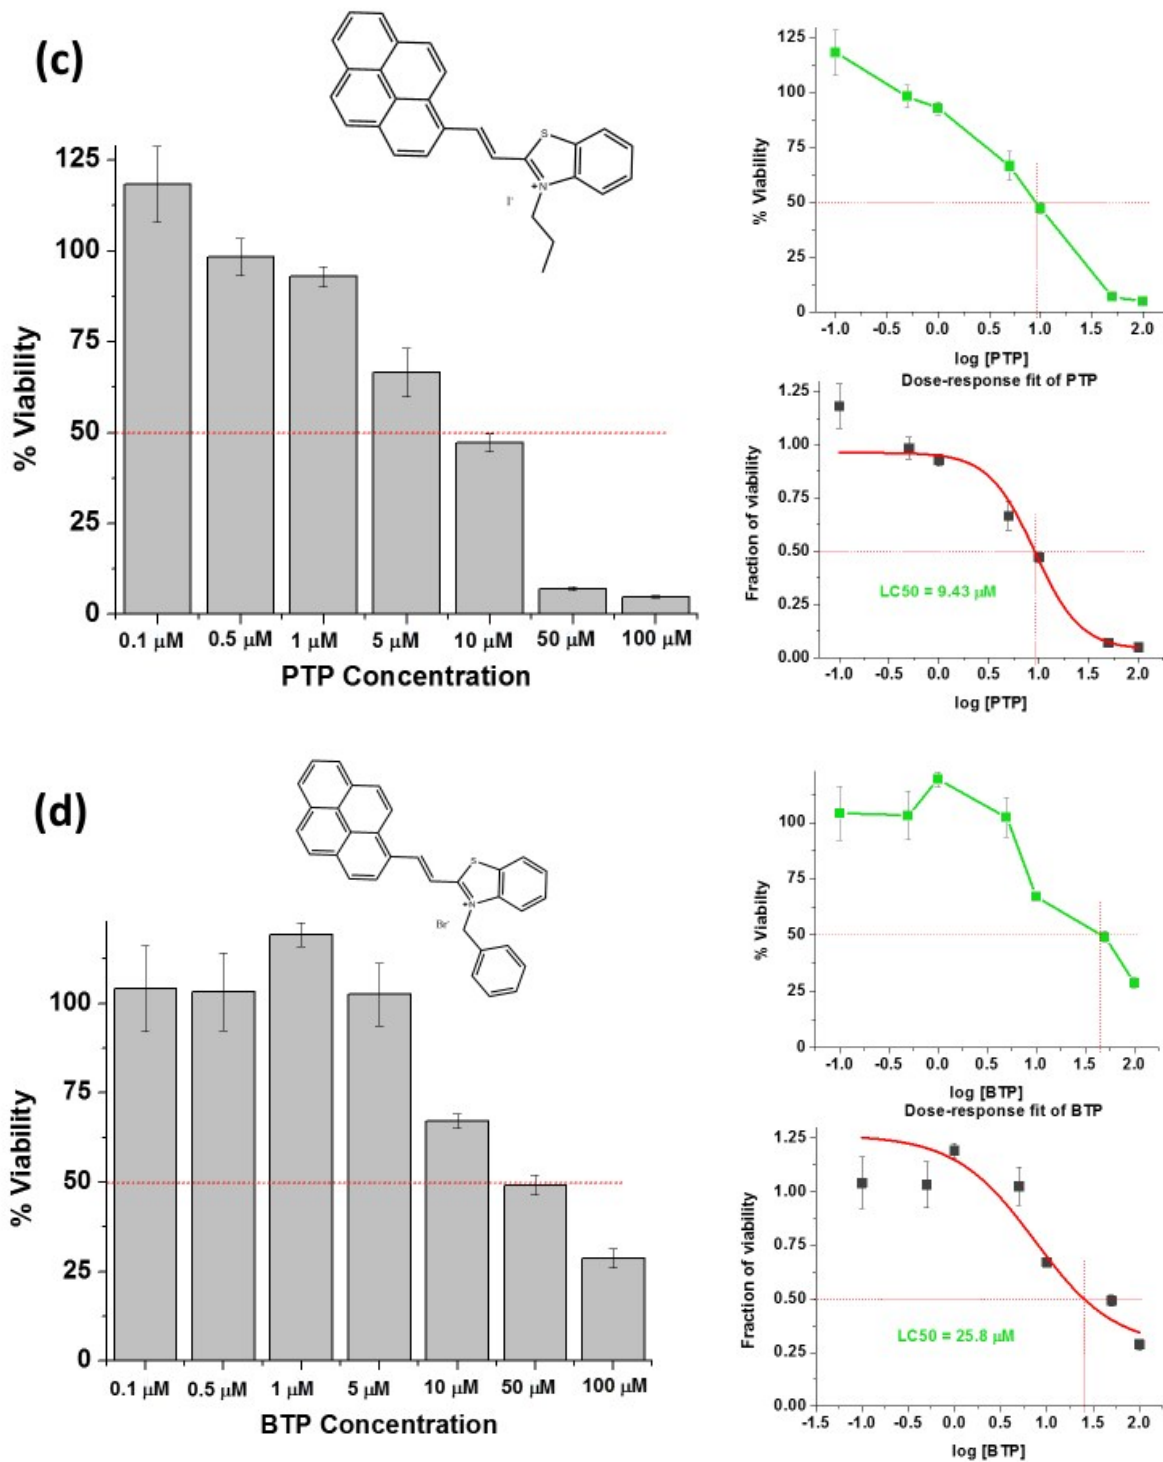 (c)
S
+N
I-
% Viability
125
100
75
50
25
0
0.1 μM 0.5 μM 1 μM 5 μM 10 μM 50 μM 100 μM
PTP Concentration
% Viability
125
100
75
50
25
0
-1.0 -0.5 0.0 0.5 1.0 1.5 2.0
log [PTP]
Dose-response fit of PTP
Fraction of viability
1.25
1.00
0.75
0.50
0.25
0.00
LC50 = 9.43 μM
-1.0 -0.5 0.0 0.5 1.0 1.5 2.0
log [PTP]
(d)
S
+N
Br-
% Viability
100
75
50
25
0
0.1 μM 0.5 μM 1 μM 5 μM 10 μM 50 μM 100 μM
BTP Concentration
% Viability
100
75
50
25
0
-1.0 -0.5 0.0 0.5 1.0 1.5 2.0
log [BTP]
Dose-response fit of BTP
Fraction of viability
1.25
1.00
0.75
0.50
0.25
0.00
LC50 = 25.8 μM
-1.5 -1.0 -0.5 0.0 0.5 1.0 1.5 2.0
log [BTP]